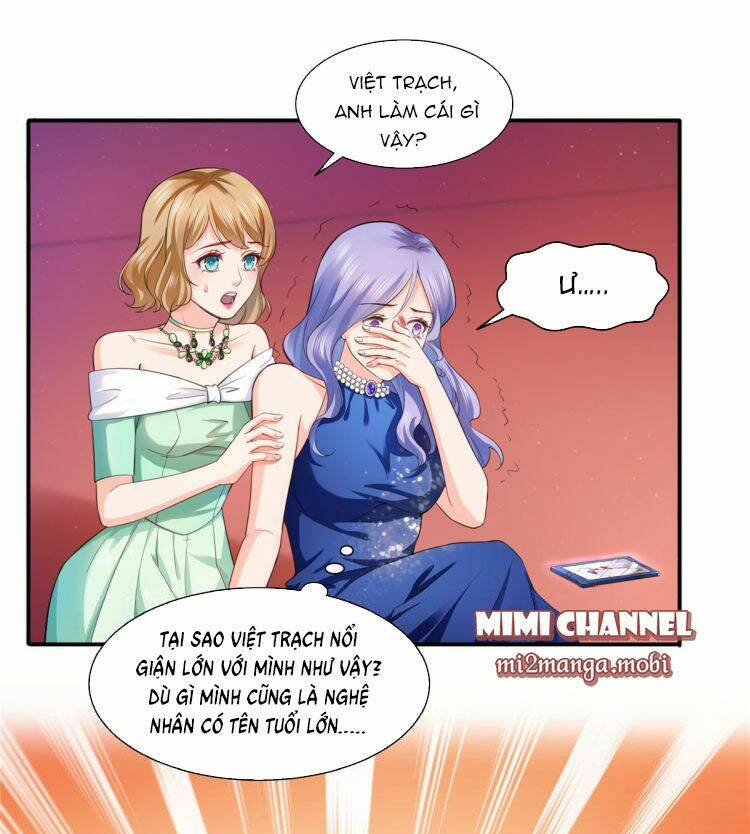 VIỆT TRẠCH,
ANH LÀM CÁI GÌ
VẬY?
Ư.....
MIMI CHANNEL
mi2manga.mobi
TẠI SAO VIỆT TRẠCH NỔI
GIẬN LỚN VỚI MÌNH NHƯ VẬY?
DÙ GÌ MÌNH CŨNG LÀ NGHỆ
NHÂN CÓ TÊN TUỔI LỚN.....